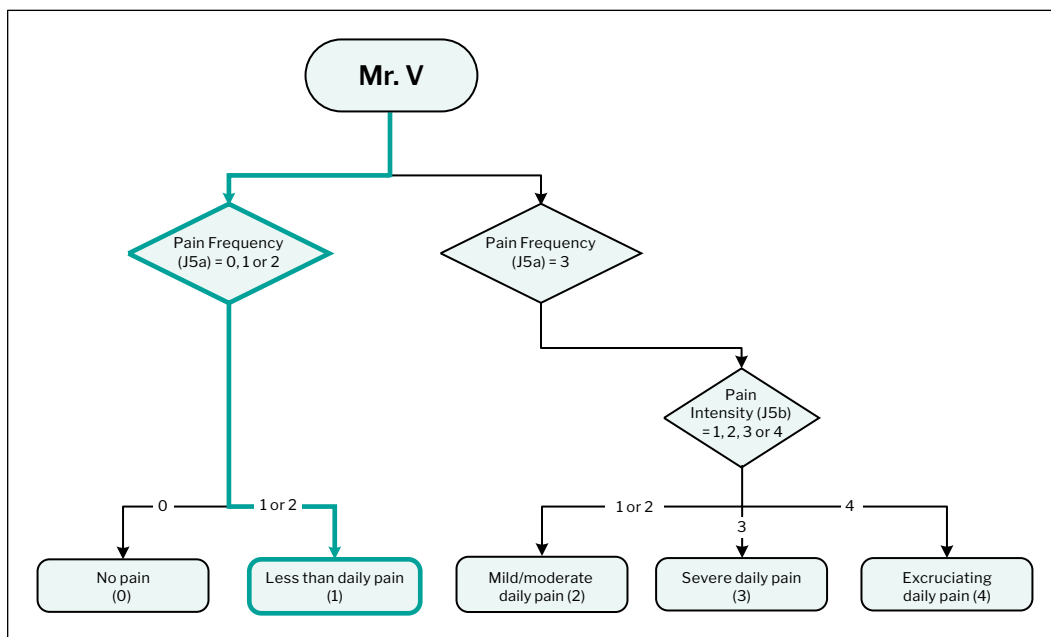 Mr. V
Pain Frequency
(J5a) = 0, 1 or 2
Pain Frequency
(J5a) = 3
Pain
Intensity (J5b)
= 1, 2, 3 or 4
0
1 or 2
1 or 2
3
4
No pain
(0)
Less than daily pain
(1)
Mild/moderate
daily pain (2)
Severe daily pain
(3)
Excruciating
daily pain (4)